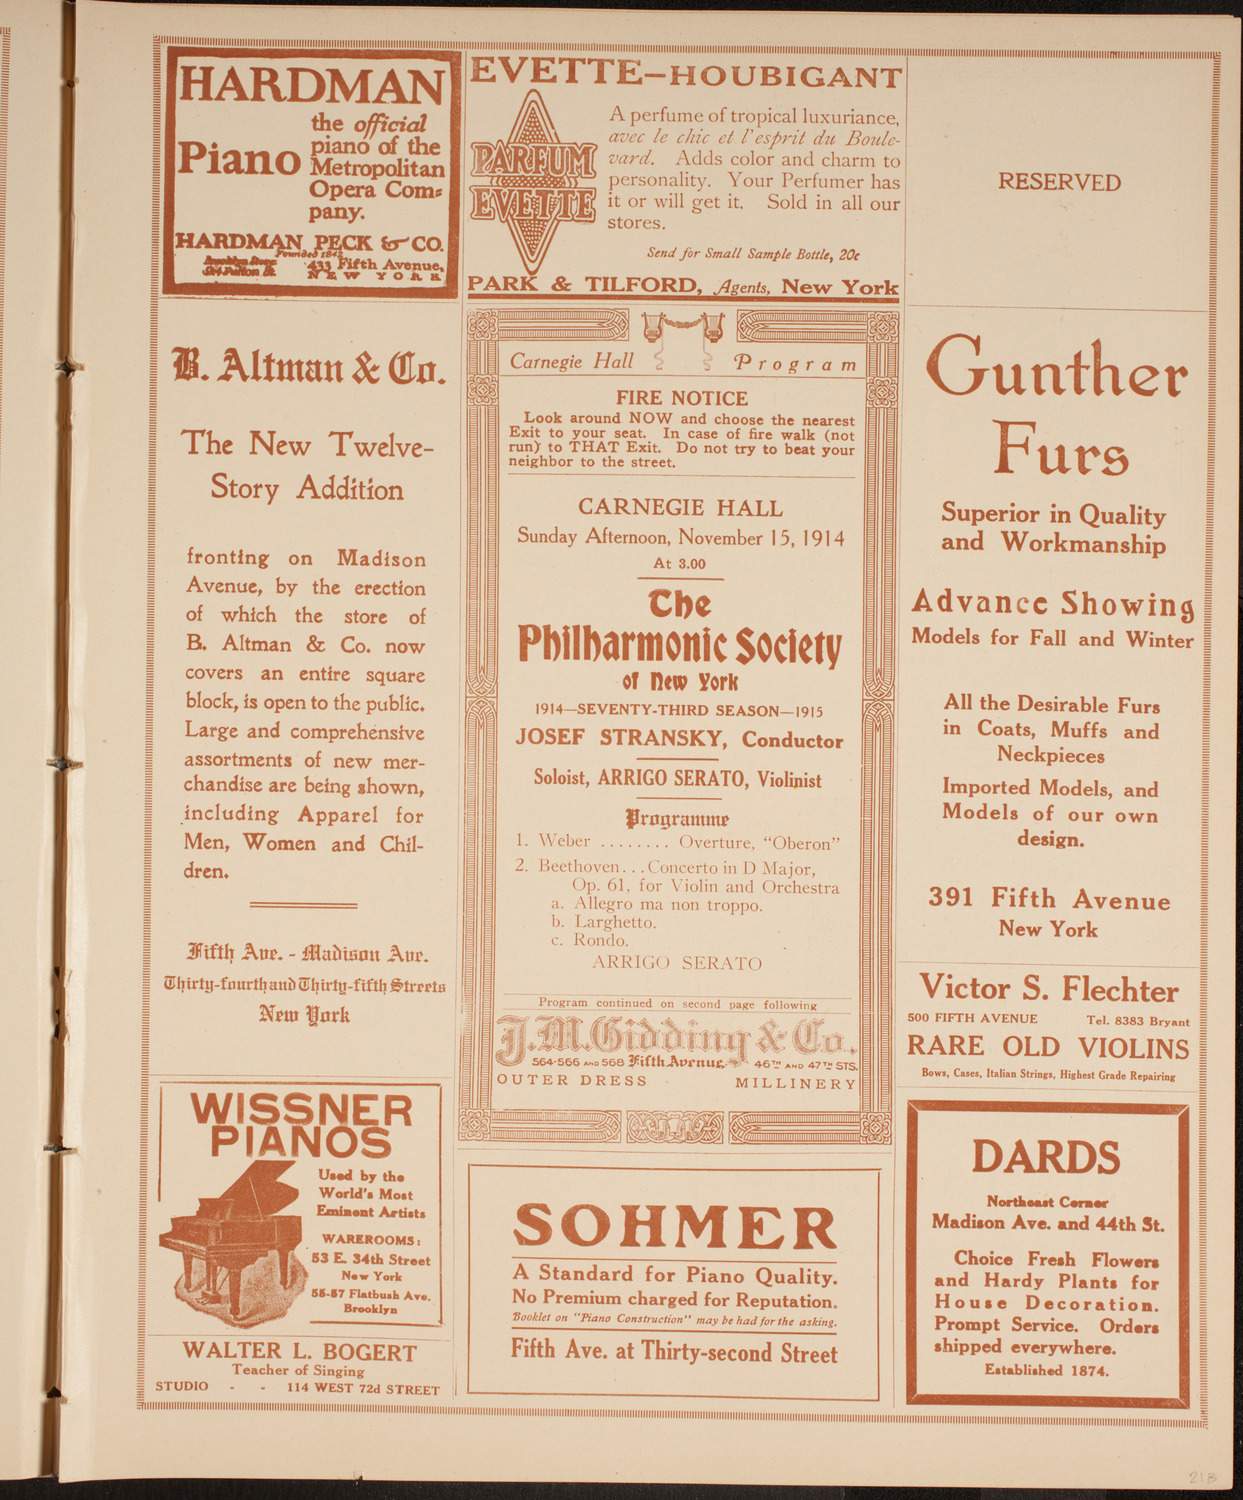 HARDMAN
Piano
the official
piano of the
Metropolitan
Opera Com-
pany.
HARDMAN, PECK & CO.
Founded 1842
Brooklyn Store
524 Fulton St.
433 Fifth Avenue,
NEW YORK
EVETTE—HOUBIGANT
PARFUM
EVETTE
A perfume of tropical luxuriance,
avec le chic et l'esprit du Boule-
vard. Adds color and charm to
personality. Your Perfumer has
it or will get it. Sold in all our
stores.
Send for Small Sample Bottle, 20c
PARK & TILFORD, Agents, New York
RESERVED
B. Altman & Co.
The New Twelve-
Story Addition
fronting on Madison
Avenue, by the erection
of which the store of
B. Altman & Co. now
covers an entire square
block, is open to the public.
Large and comprehensive
assortments of new mer-
chandise are being shown,
including Apparel for
Men, Women and Chil-
dren.
Fifth Ave. - Madison Ave.
Thirty-fourth and Thirty-fifth Streets
New York
WISSNER
PIANOS
Used by the
World's Most
Eminent Artists
WAREROOMS:
53 E. 34th Street
New York
55-57 Flatbush Ave.
Brooklyn
WALTER L. BOGERT
Teacher of Singing
STUDIO - - 114 WEST 72d STREET
Carnegie Hall Program
FIRE NOTICE
Look around NOW and choose the nearest
Exit to your seat. In case of fire walk (not
run) to THAT Exit. Do not try to beat your
neighbor to the street.
CARNEGIE HALL
Sunday Afternoon, November 15, 1914
At 3.00
The
Philharmonic Society
of New York
1914—SEVENTY-THIRD SEASON—1915
JOSEF STRANSKY, Conductor
Soloist, ARRIGO SERATO, Violinist
Programme
1. Weber ........ Overture, "Oberon"
2. Beethoven...Concerto in D Major,
Op. 61, for Violin and Orchestra
a. Allegro ma non troppo.
b. Larghetto.
c. Rondo.
ARRIGO SERATO
Program continued on second page following
J.M. Gidding & Co.
564-566 AND 568 Fifth Avenue 46TH AND 47TH STS.
OUTER DRESS MILLINERY
SOHMER
A Standard for Piano Quality.
No Premium charged for Reputation.
Booklet on "Piano Construction" may be had for the asking.
Fifth Ave. at Thirty-second Street
Gunther
Furs
Superior in Quality
and Workmanship
Advance Showing
Models for Fall and Winter
All the Desirable Furs
in Coats, Muffs and
Neckpieces
Imported Models, and
Models of our own
design.
391 Fifth Avenue
New York
Victor S. Flechter
500 FIFTH AVENUE Tel. 8383 Bryant
RARE OLD VIOLINS
Bows, Cases, Italian Strings, Highest Grade Repairing
DARDS
Northeast Corner
Madison Ave. and 44th St.
Choice Fresh Flowers
and Hardy Plants for
House Decoration.
Prompt Service. Orders
shipped everywhere.
Established 1874.
213